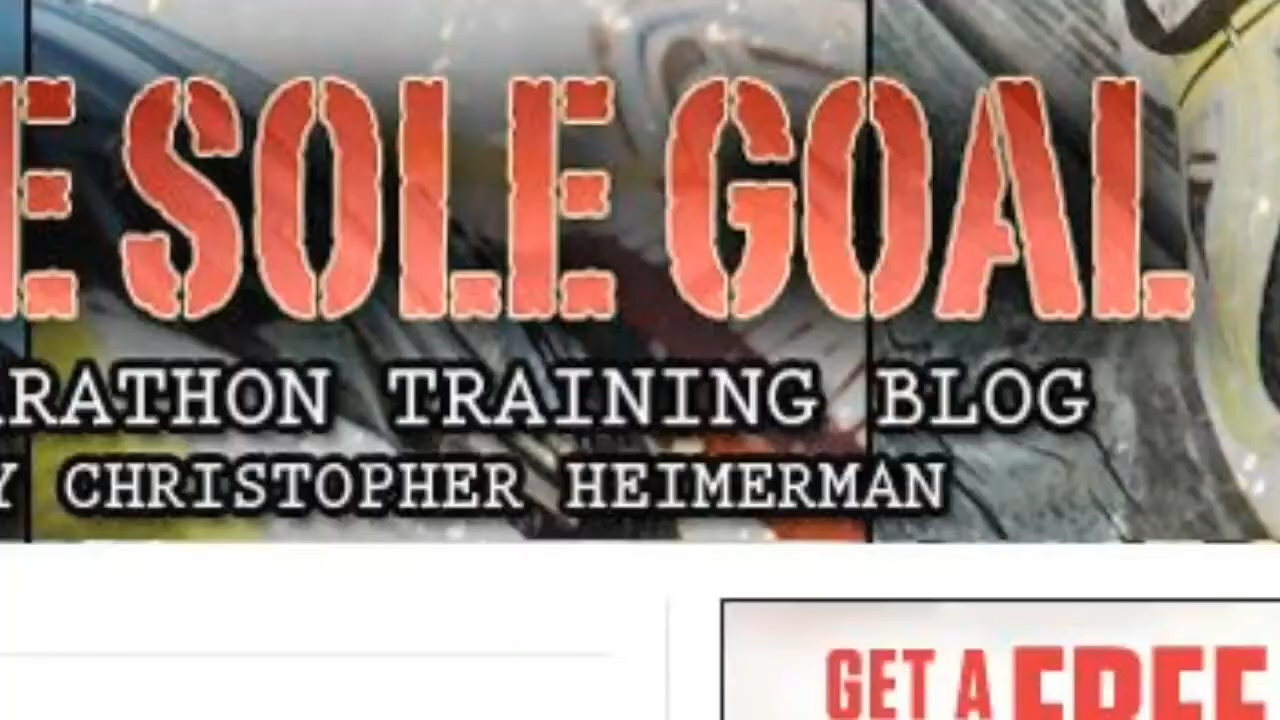 E SOLE GOAL
RATHON TRAINING BLOG
Y CHRISTOPHER HEIMERMAN
GET A FREE